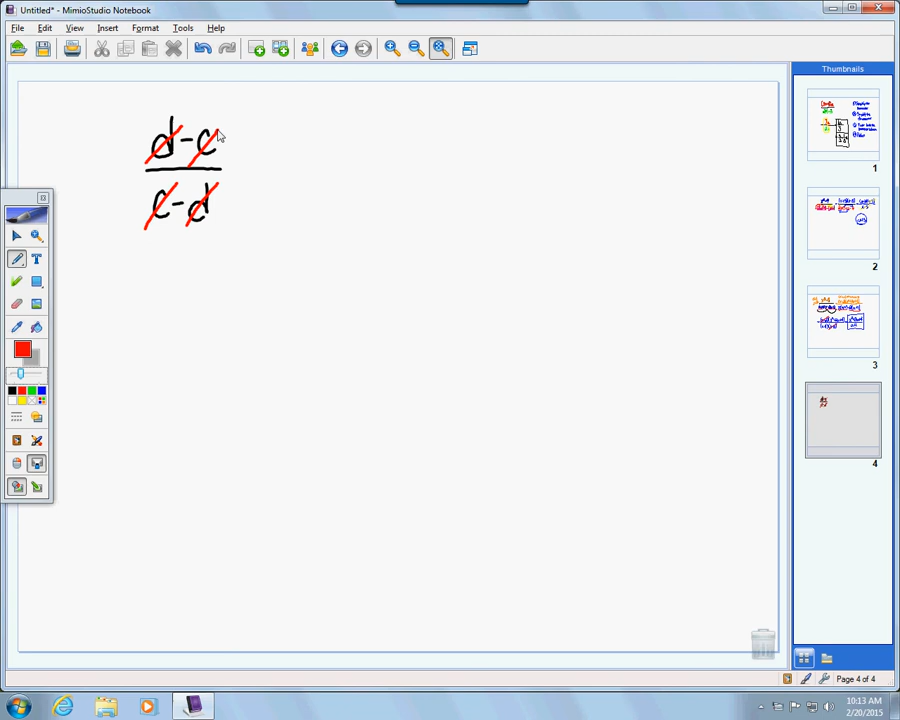 Untitled* - MimioStudio Notebook
File Edit View Insert Format Tools Help
Thumbnails
d-c
c-d
1
2
3
4
T
Page 4 of 4
10:13 AM
2/20/2015